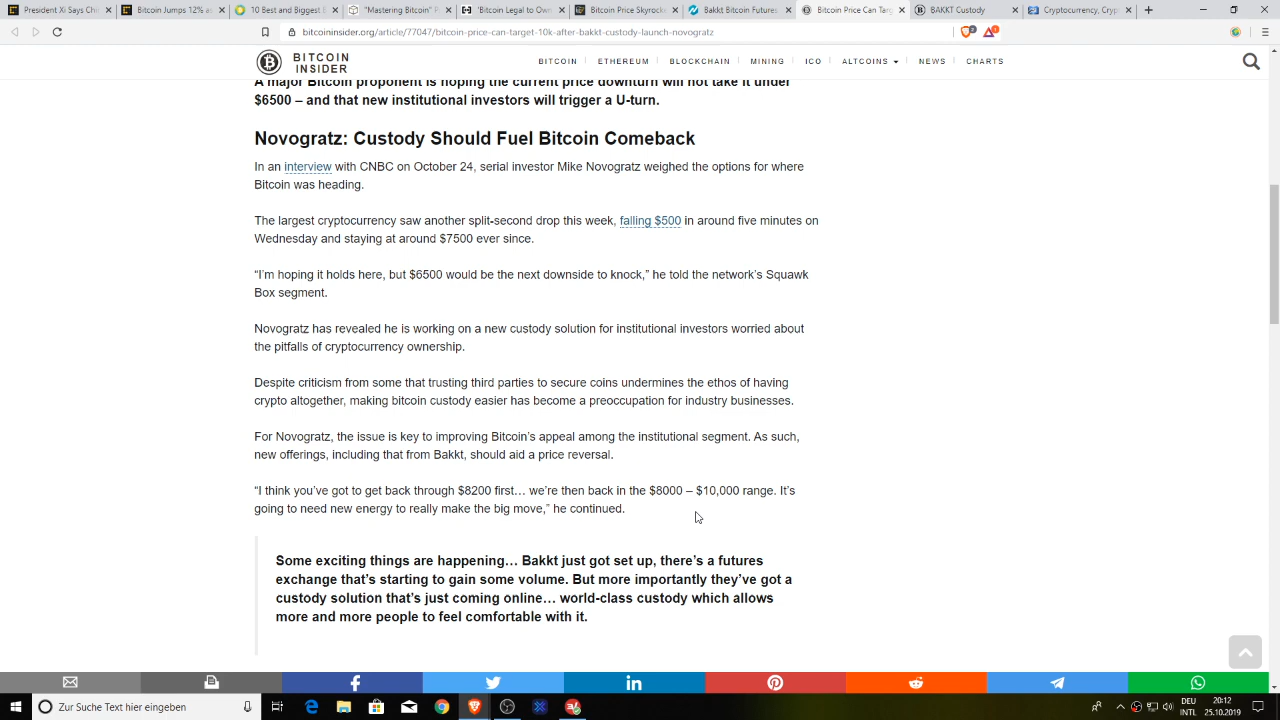 President Xi Says Chi
Bitcoin Jumps 12% as
10 Best and Biggest B
"Mastering Bitcoin" P
'Bitcoin Legal to Own
Bitcoin Price Skyrock
Bakkt Bitcoin Futures
Bitcoin Price Can Targ
BAKKT Custody
Cryptocurrency, Cryp
bitcoininsider.org/article/77047/bitcoin-price-can-target-10k-after-bakkt-custody-launch-novogratz
BITCOIN
INSIDER
BITCOIN
ETHEREUM
BLOCKCHAIN
MINING
ICO
ALTCOINS
NEWS
CHARTS
A major Bitcoin proponent is hoping the current price downturn will not take it under
$6500 – and that new institutional investors will trigger a U-turn.
Novogratz: Custody Should Fuel Bitcoin Comeback
In an interview with CNBC on October 24, serial investor Mike Novogratz weighed the options for where
Bitcoin was heading.
The largest cryptocurrency saw another split-second drop this week, falling $500 in around five minutes on
Wednesday and staying at around $7500 ever since.
“I’m hoping it holds here, but $6500 would be the next downside to knock,” he told the network’s Squawk
Box segment.
Novogratz has revealed he is working on a new custody solution for institutional investors worried about
the pitfalls of cryptocurrency ownership.
Despite criticism from some that trusting third parties to secure coins undermines the ethos of having
crypto altogether, making bitcoin custody easier has become a preoccupation for industry businesses.
For Novogratz, the issue is key to improving Bitcoin’s appeal among the institutional segment. As such,
new offerings, including that from Bakkt, should aid a price reversal.
“I think you’ve got to get back through $8200 first… we’re then back in the $8000 – $10,000 range. It’s
going to need new energy to really make the big move,” he continued.
Some exciting things are happening… Bakkt just got set up, there’s a futures
exchange that’s starting to gain some volume. But more importantly they’ve got a
custody solution that’s just coming online… world-class custody which allows
more and more people to feel comfortable with it.
Zur Suche Text hier eingeben
DEU
INTL
20:12
25.10.2019